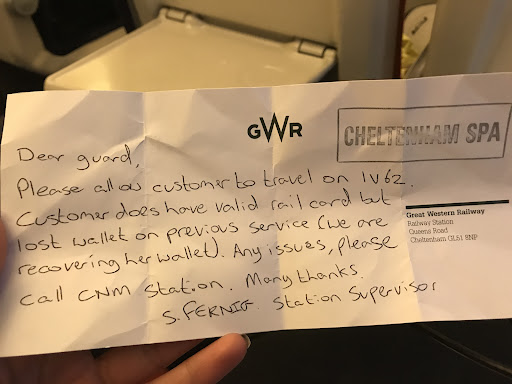 GWR
CHELTENHAM SPA
Dear guard,
Please allow customer to travel on 1V62.
Customer does have valid rail card but
lost wallet on previous service (we are
recovering her wallet). Any issues, please
call CNM station. Many thanks.
S. FERNIG. Station Supervisor
Great Western Railway
Railway Station
Queens Road
Cheltenham GL51 8NP